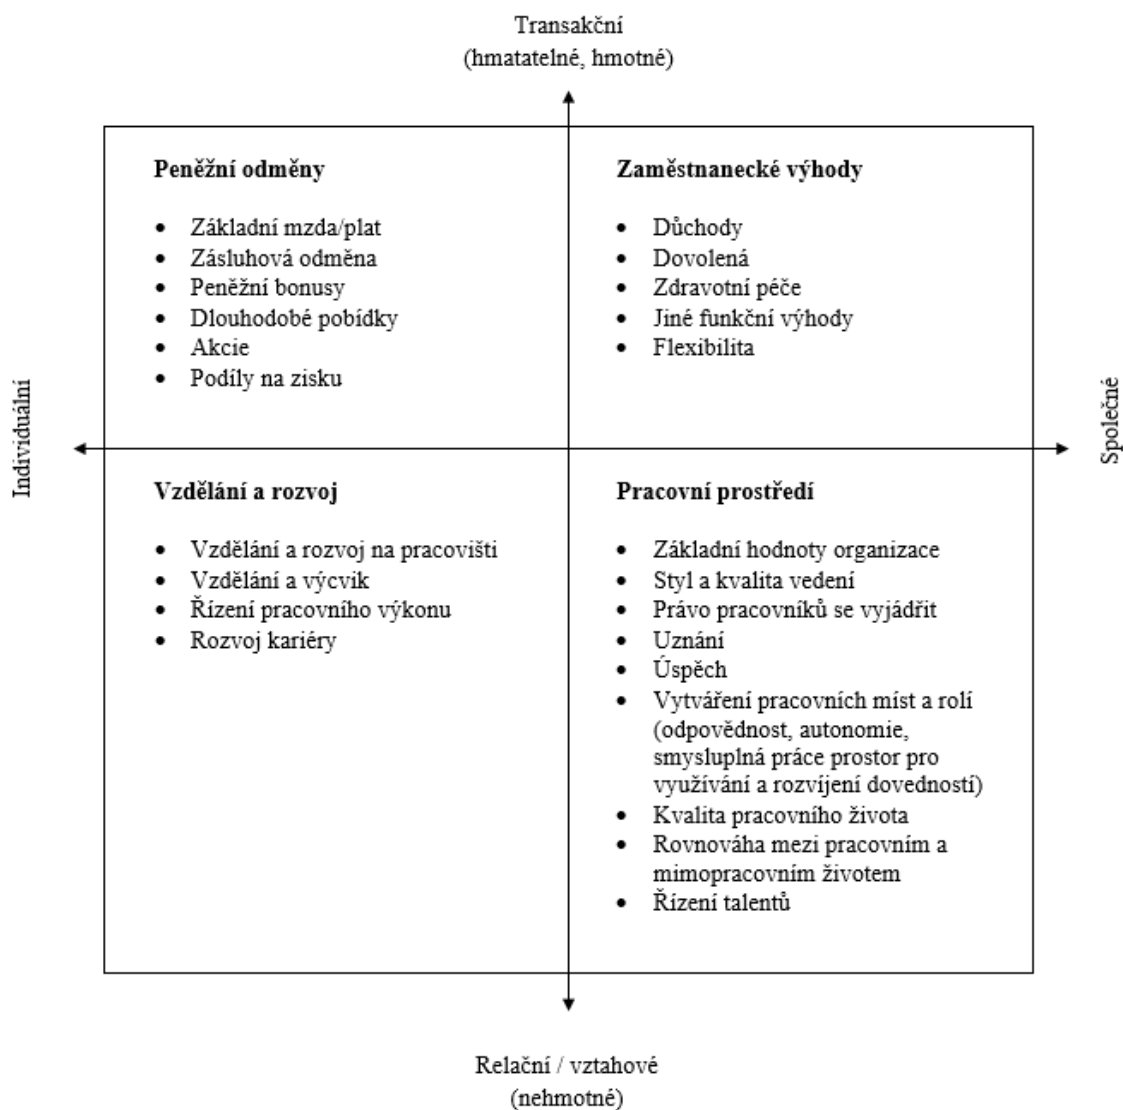 Transakční
(hmatatelné, hmotné)
Peněžní odměny
• Základní mzda/plat
• Zásluhová odměna
• Peněžní bonusy
• Dlouhodobé pobídky
• Akcie
• Podíly na zisku
Zaměstnanecké výhody
• Důchody
• Dovolená
• Zdravotní péče
• Jiné funkční výhody
• Flexibilita
Individuální
Společné
Vzdělání a rozvoj
• Vzdělání a rozvoj na pracovišti
• Vzdělání a výcvik
• Řízení pracovního výkonu
• Rozvoj kariéry
Pracovní prostředí
• Základní hodnoty organizace
• Styl a kvalita vedení
• Právo pracovníků se vyjádřit
• Uznání
• Úspěch
• Vytváření pracovních míst a rolí
(odpovědnost, autonomie,
smysluplná práce prostor pro
využívání a rozvíjení dovedností)
• Kvalita pracovního života
• Rovnováha mezi pracovním a
mimopracovním životem
• Řízení talentů
Relační / vztahové
(nehmotné)